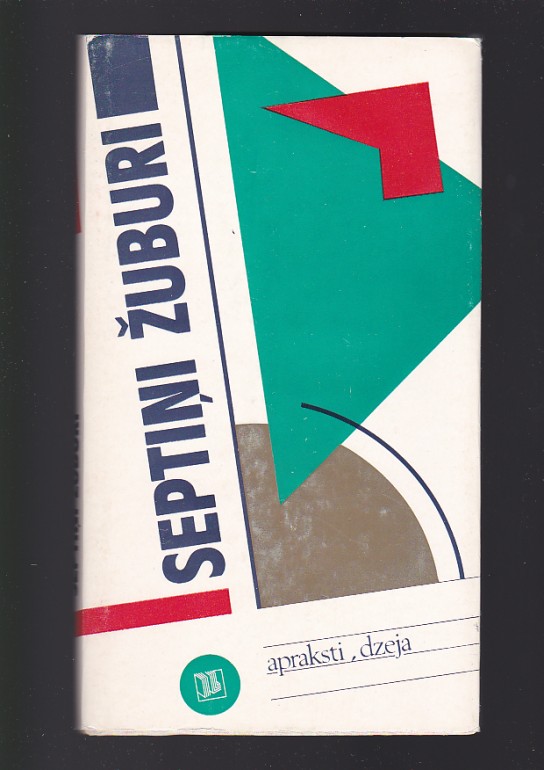 SEPTIŅI ŽUBURI
apraksti, dzeja